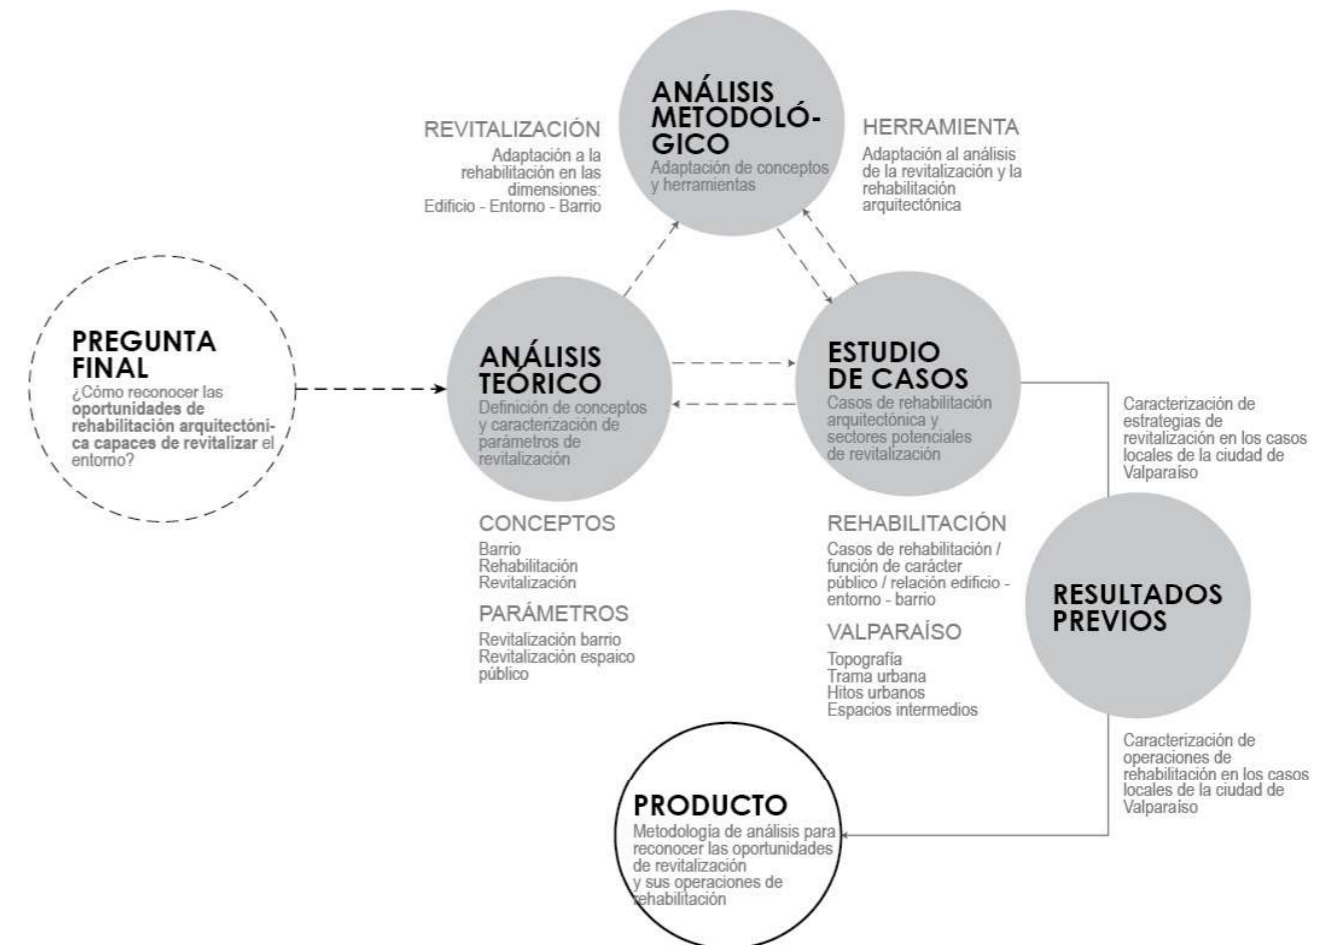 ANÁLISIS
METODOLÓ-
GICO
Adaptación de conceptos
y herramientas
REVITALIZACIÓN
Adaptación a la
rehabilitación en las
dimensiones:
Edificio - Entorno - Barrio
HERRAMIENTA
Adaptación al análisis
de la revitalización y la
rehabilitación
arquitectónica
PREGUNTA
FINAL
¿Cómo reconocer las
oportunidades de
rehabilitación arquitectóni-
ca capaces de revitalizar el
entorno?
ANÁLISIS
TEÓRICO
Definición de conceptos
y caracterización de
parámetros de
revitalización
CONCEPTOS
Barrio
Rehabilitación
Revitalización
PARÁMETROS
Revitalización barrio
Revitalización espaico
público
ESTUDIO
DE CASOS
Casos de rehabilitación
arquitectónica y
sectores potenciales
de revitalización
REHABILITACIÓN
Casos de rehabilitación /
función de carácter
público / relación edificio -
entorno - barrio
VALPARAÍSO
Topografía
Trama urbana
Hitos urbanos
Espacios intermedios
Caracterización de
estrategias de
revitalización en los casos
locales de la ciudad de
Valparaíso
RESULTADOS
PREVIOS
Caracterización de
operaciones de
rehabilitación en los casos
locales de la ciudad de
Valparaíso
PRODUCTO
Metodología de análisis para
reconocer las oportunidades
de revitalización
y sus operaciones de
rehabilitación